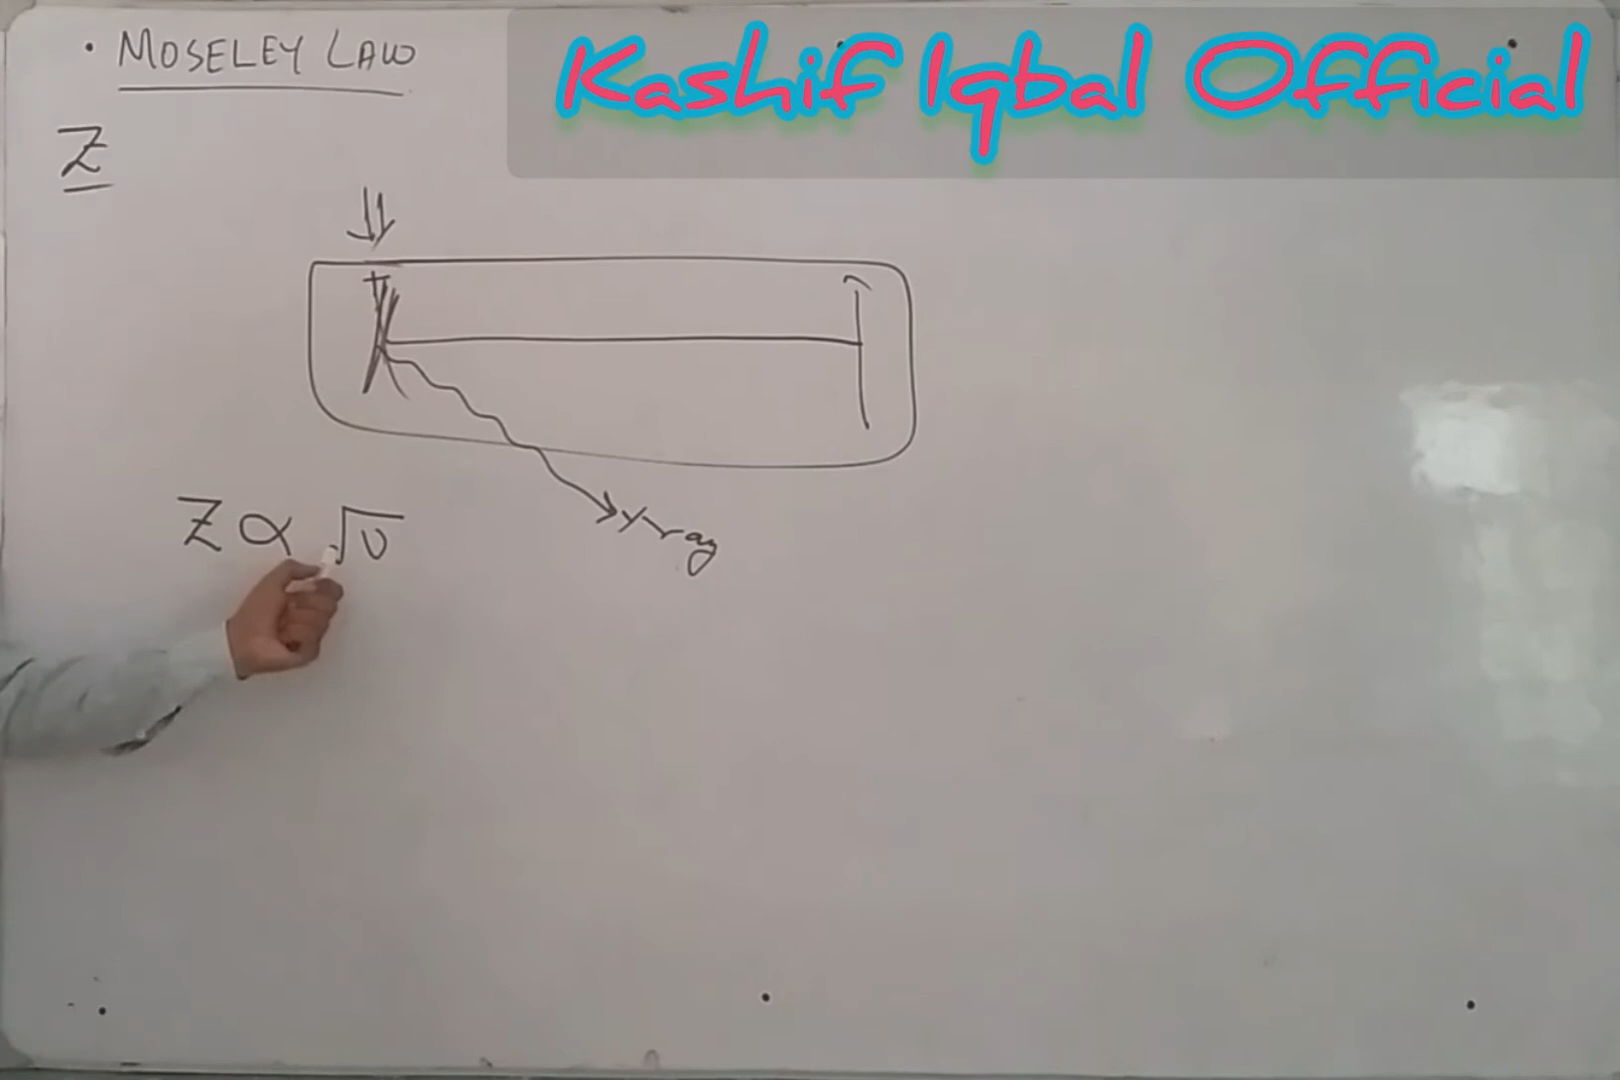 • MOSELEY LAW
Kashif Iqbal Official
Z
Z ∝ √υ
X-ray